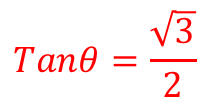 Tanθ = √3/2